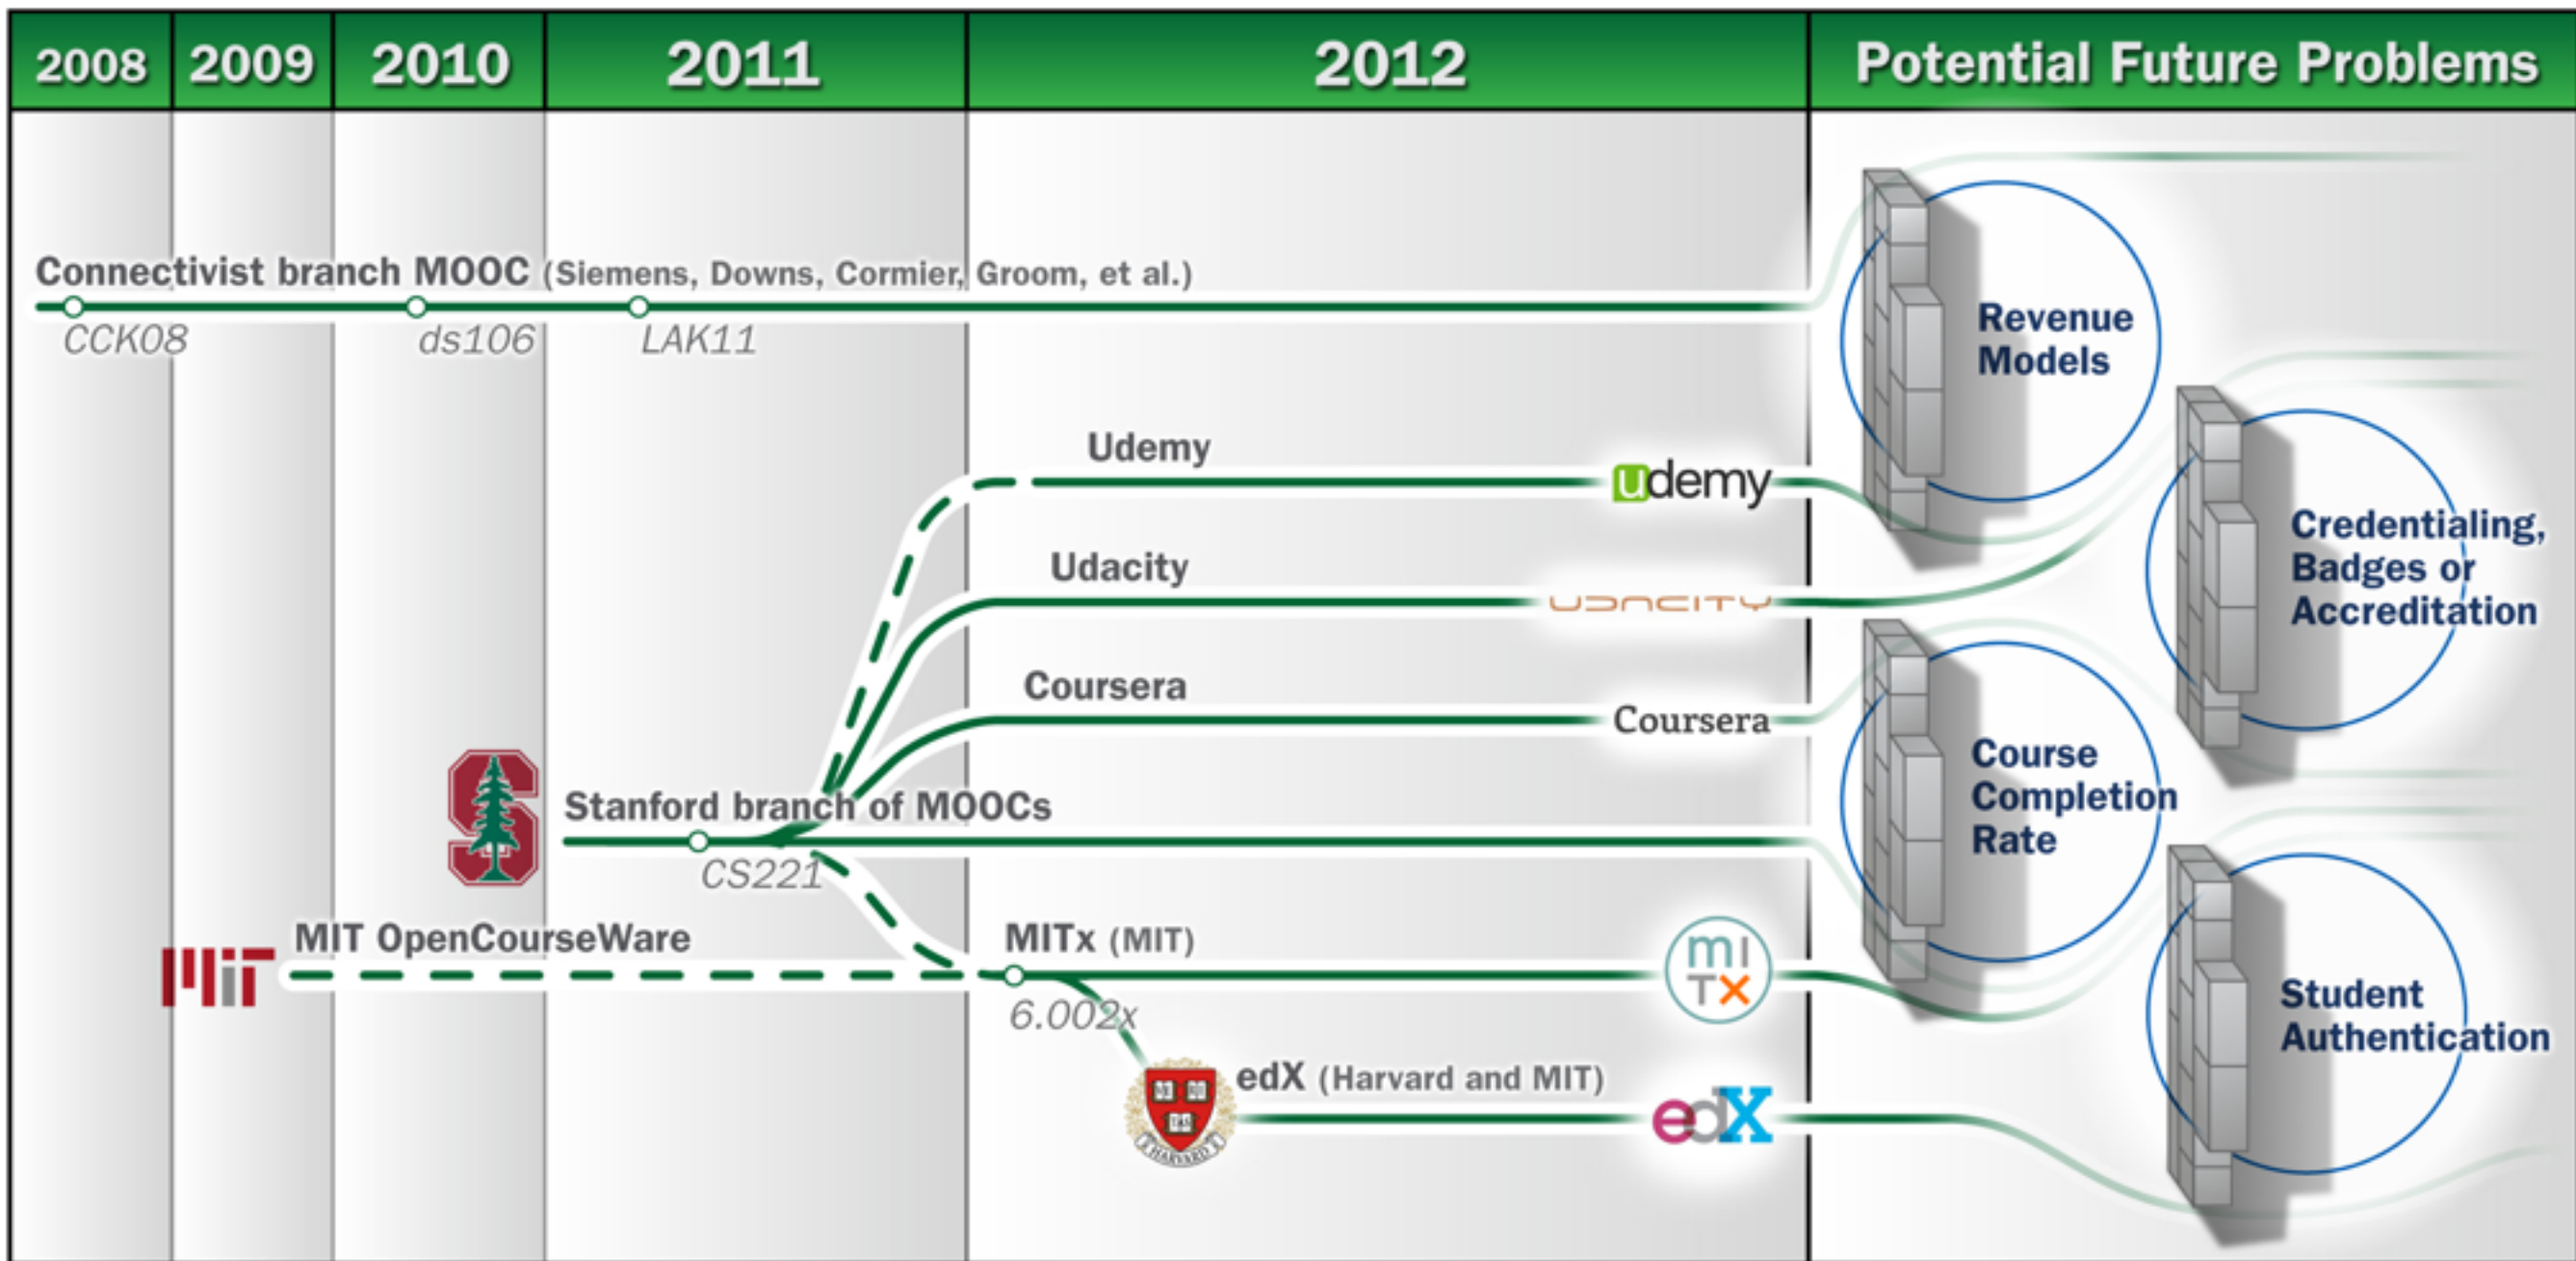 2008
2009
2010
2011
2012
Potential Future Problems
Connectivist branch MOOC (Siemens, Downs, Cormier, Groom, et al.)
CCK08
ds106
LAK11
Revenue
Models
Udemy
udemy
Credentialing,
Badges or
Accreditation
Udacity
UDACITY
Coursera
Coursera
Course
Completion
Rate
S
Stanford branch of MOOCs
CS221
MIT
MIT OpenCourseWare
MITx (MIT)
6.002x
mI
TX
Student
Authentication
edX (Harvard and MIT)
edX
HARVARD